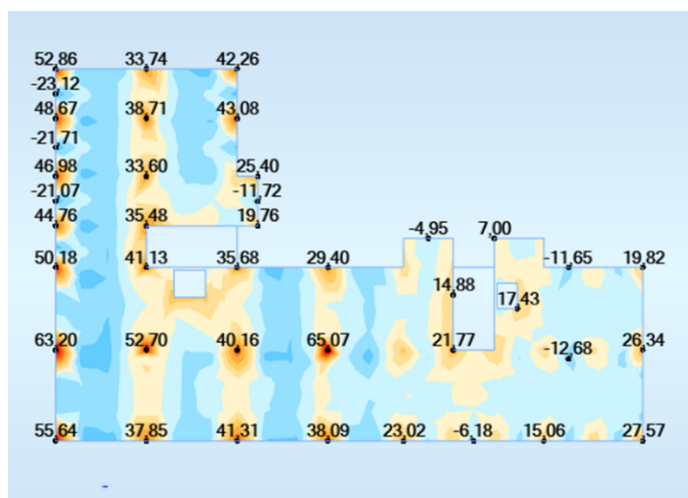 52,86 33,74 42,26
-23,12
48,67 38,71 43,08
-21,71
46,98 33,60 25,40
-21,07 -11,72
44,76 35,48 19,76
-4,95 7,00
50,18 41,13 35,68 29,40 -11,65 19,82
14,88 17,43
63,20 52,70 40,16 65,07 21,77 -12,68 26,34
55,64 37,85 41,31 38,09 23,02 -6,18 15,06 27,57
-